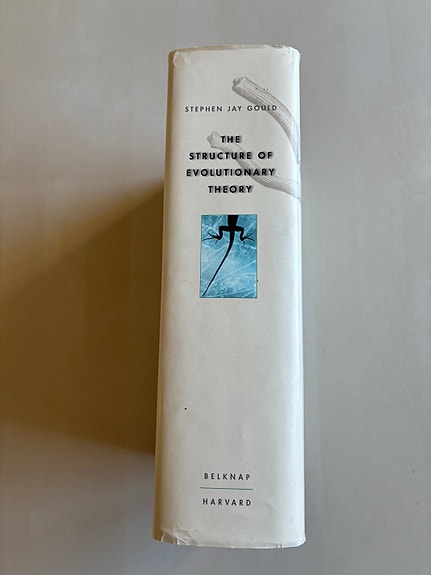 STEPHEN JAY GOULD
THE
STRUCTURE OF
EVOLUTIONARY
THEORY
BELKNAP
HARVARD